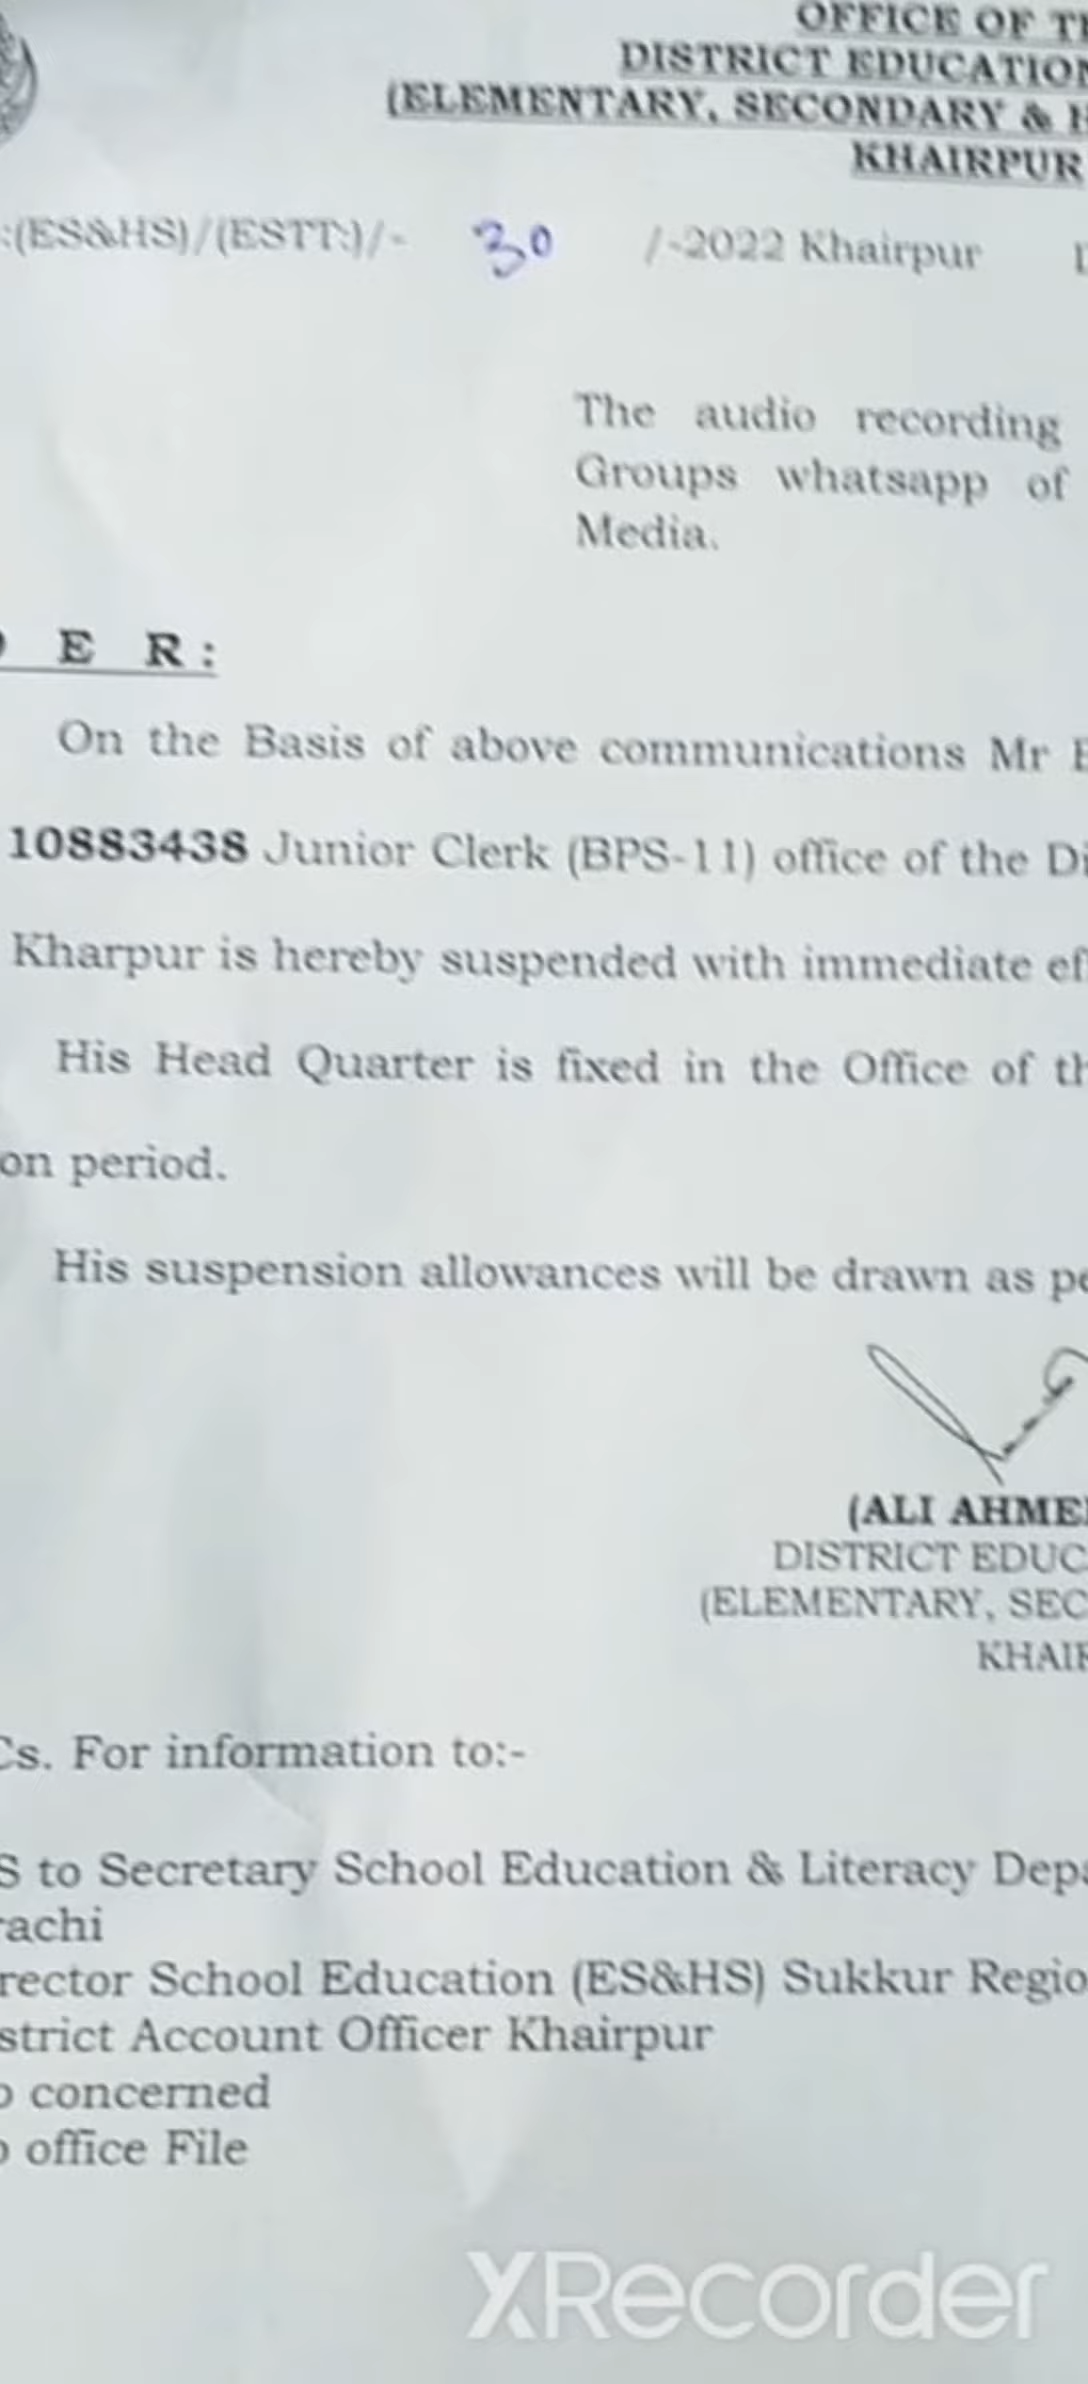 OFFICE OF
DISTRICT EDUCATION
(ELEMENTARY, SECONDARY &
KHAIRPUR
:(ES&HS)/(ESTT:)/- 30 /-2022 Khairpur
The audio recording
Groups whatsapp of
Media.
E R:
On the Basis of above communications Mr
10883438 Junior Clerk (BPS-11) office of the
Kharpur is hereby suspended with immediate
His Head Quarter is fixed in the Office of
on period.
His suspension allowances will be drawn as
(ALI AHME
DISTRICT EDUC
(ELEMENTARY, SEC
KHAI
Cs. For information to:-
S to Secretary School Education & Literacy Depa
rachi
rector School Education (ES&HS) Sukkur Regio
strict Account Officer Khairpur
o concerned
o office File
XRecorder